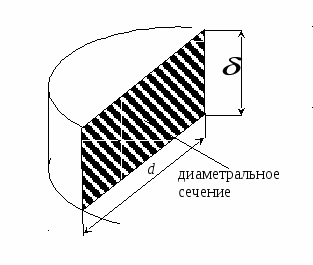 δ
d
диаметральное
сечение